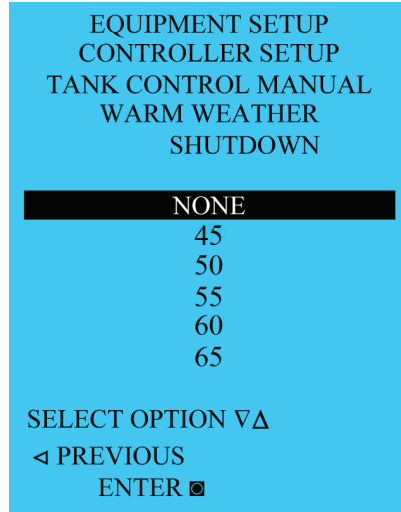 EQUIPMENT SETUP
CONTROLLER SETUP
TANK CONTROL MANUAL
WARM WEATHER
SHUTDOWN
NONE
45
50
55
60
65
SELECT OPTION ∇∆
⊲ PREVIOUS
ENTER ◙